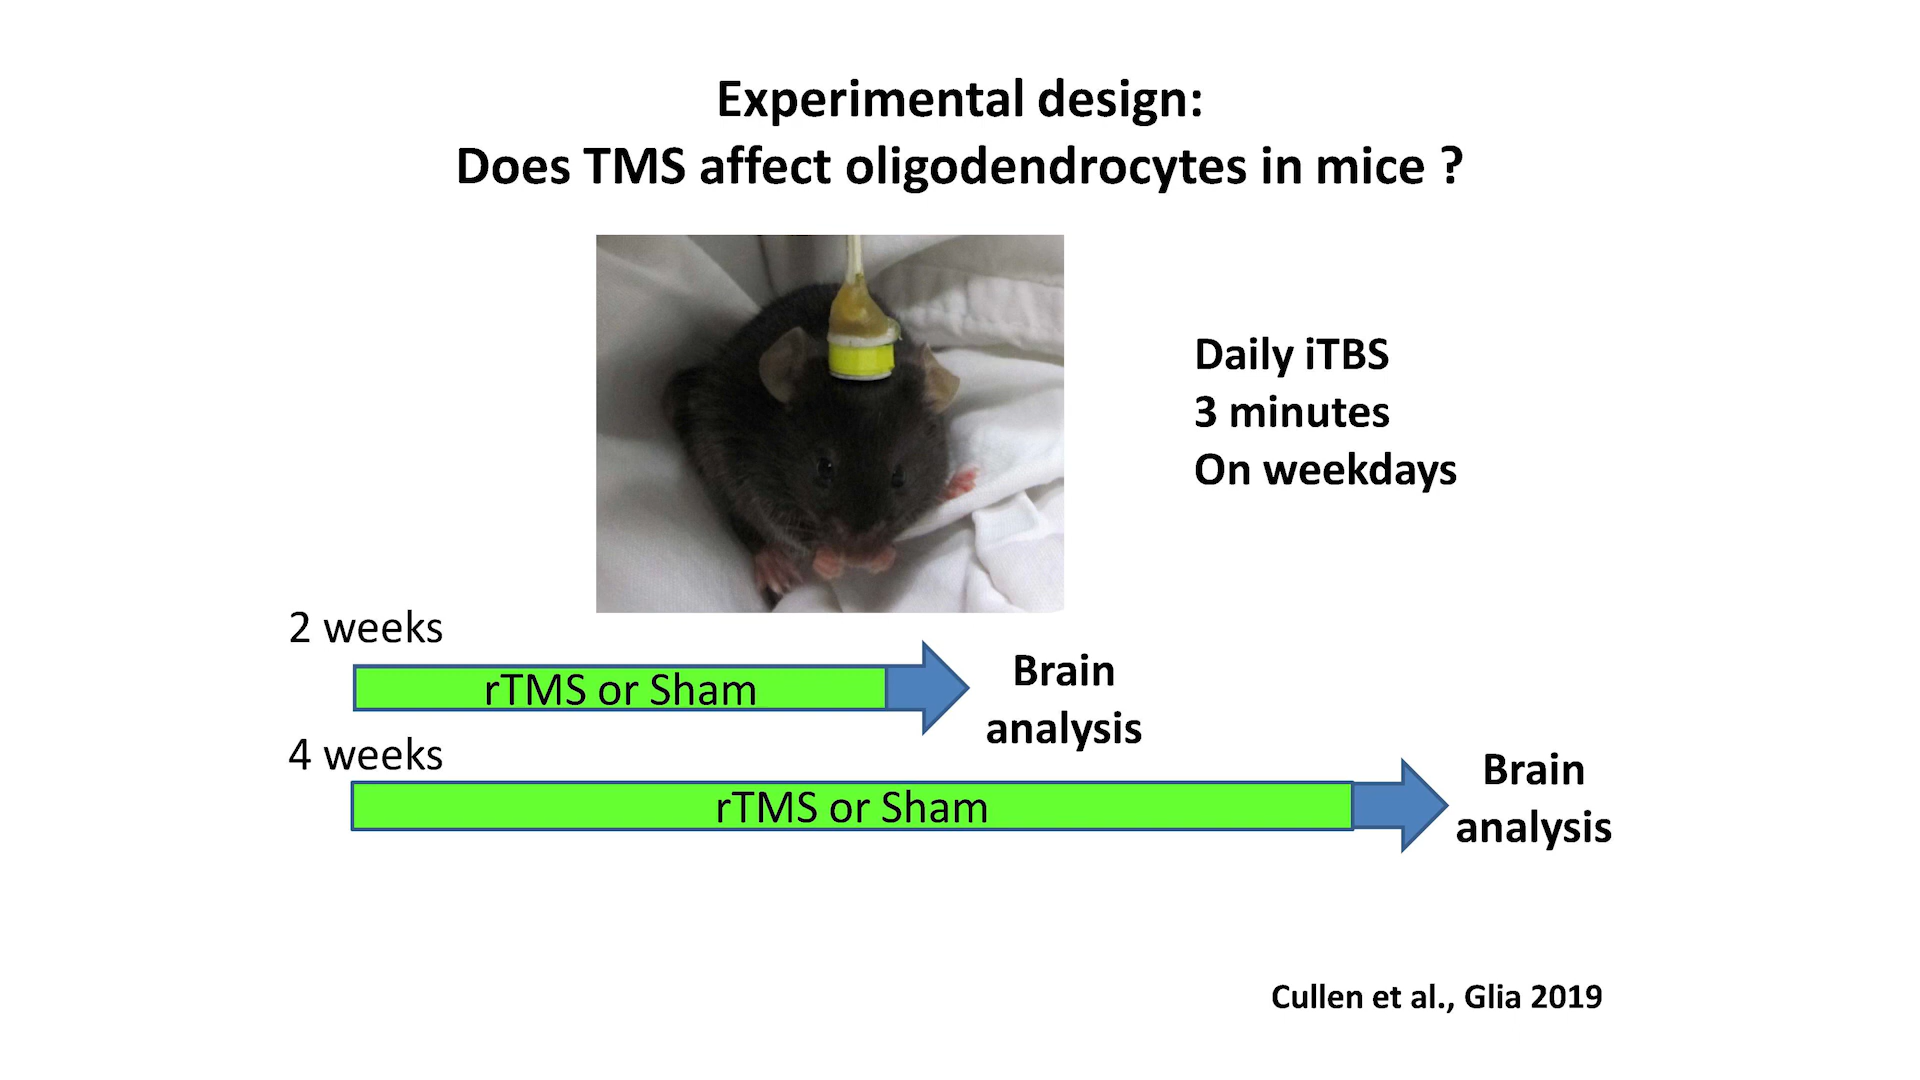 Experimental design:
Does TMS affect oligodendrocytes in mice ?
Daily iTBS
3 minutes
On weekdays
2 weeks
rTMS or Sham
Brain
analysis
4 weeks
rTMS or Sham
Brain
analysis
Cullen et al., Glia 2019